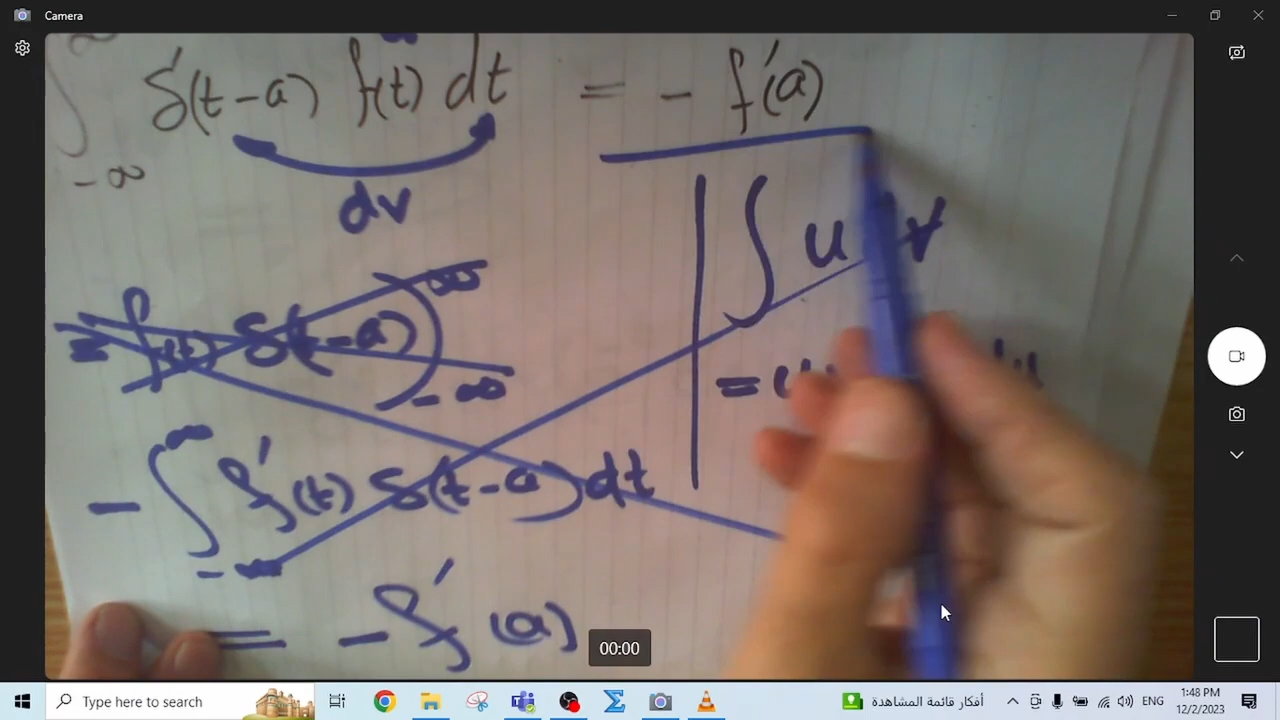 Camera
∫ ∞ -∞ δ'(t-a) f(t) dt = - f'(a)
dv
∫ u v
= f(t) δ(t-a) ) ∞ -∞
= u
- ∫ f'(t) δ(t-a) dt
= - f'(a)
00:00
Type here to search
أفكار قائمة المشاهدة
ENG
1:48 PM
12/2/2023